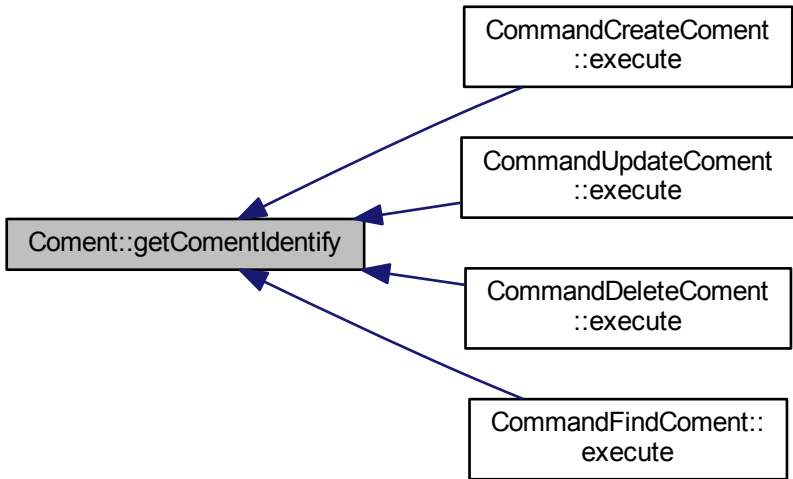 CommandCreateComent
::execute
CommandUpdateComent
::execute
Coment::getComentIdentify
CommandDeleteComent
::execute
CommandFindComent::
execute